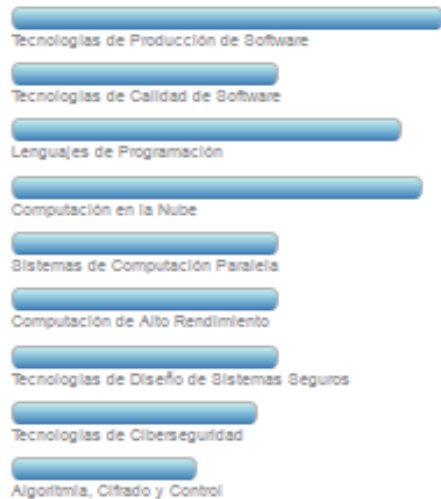 Tecnologías de Producción de Software
Tecnologías de Calidad de Software
Lenguajes de Programación
Computación en la Nube
Sistemas de Computación Paralela
Computación de Alto Rendimiento
Tecnologías de Diseño de Sistemas Seguros
Tecnologías de Ciberseguridad
Algoritmia, Cifrado y Control